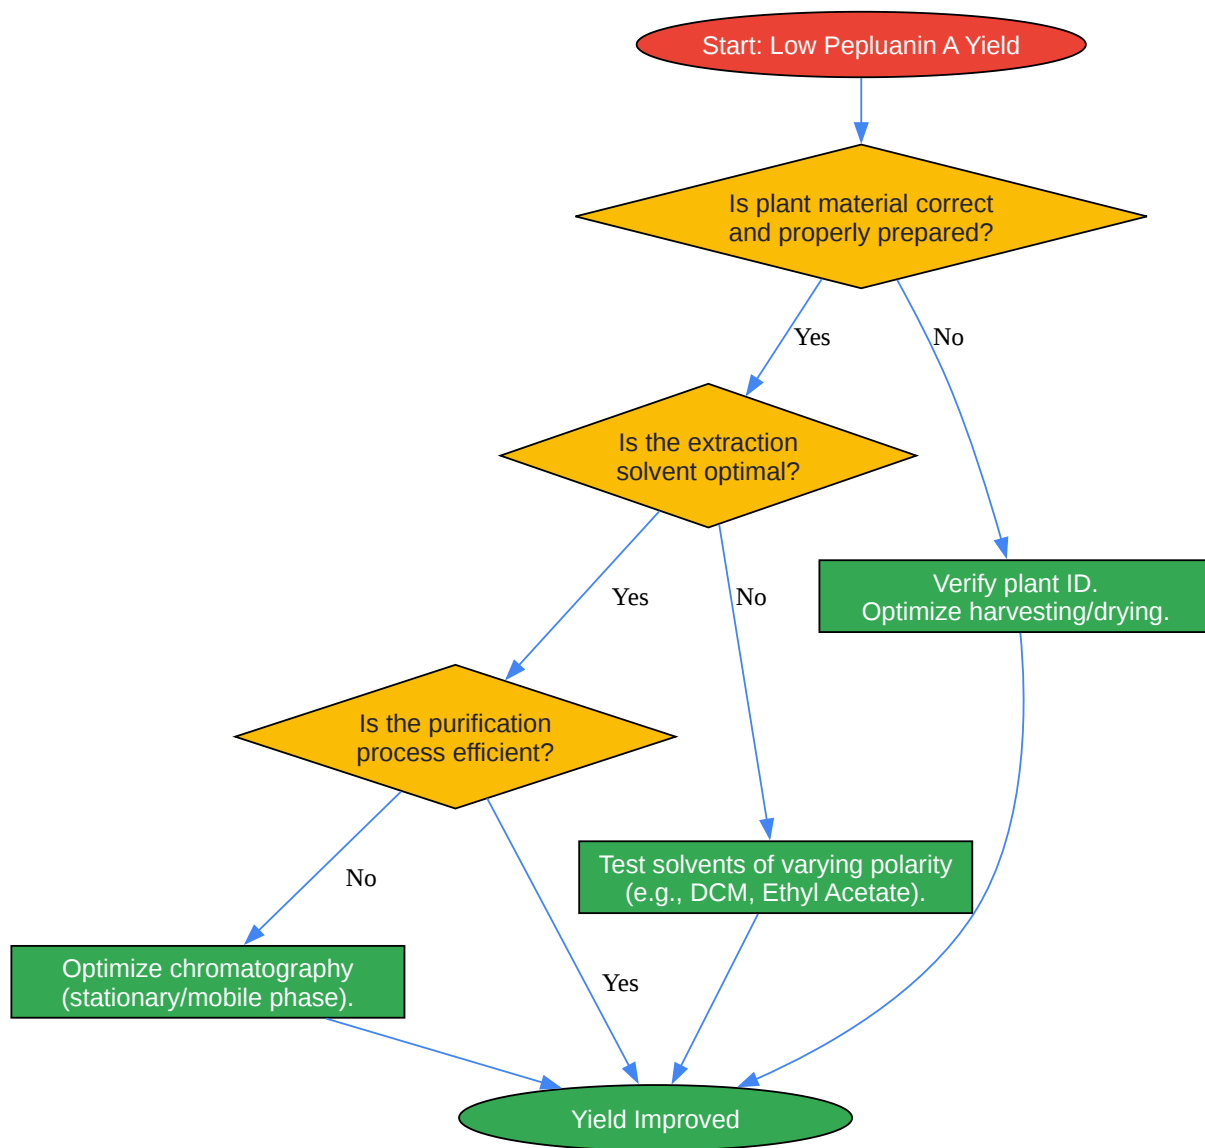 Start: Low Pepluanin A Yield
Is plant material correct
and properly prepared?
Yes
No
Is the extraction
solvent optimal?
Yes
No
Verify plant ID.
Optimize harvesting/drying.
Is the purification
process efficient?
No
Yes
Test solvents of varying polarity
(e.g., DCM, Ethyl Acetate).
Optimize chromatography
(stationary/mobile phase).
Yield Improved